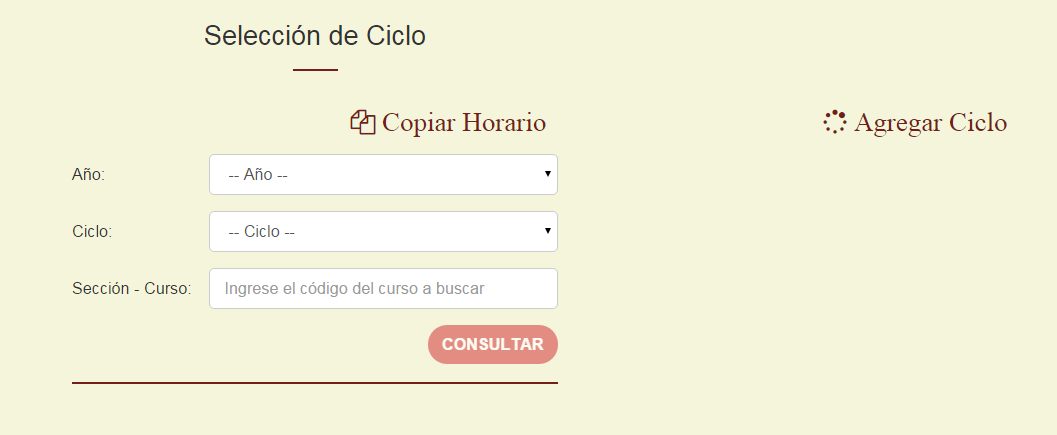 Selección de Ciclo
Copiar Horario
Agregar Ciclo
Año:
-- Año --
Ciclo:
-- Ciclo --
Sección - Curso:
Ingrese el código del curso a buscar
CONSULTAR